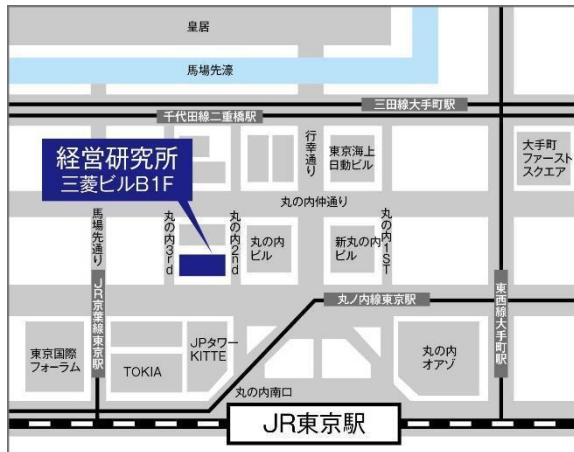 皇居
馬場先濠
三田線大手町駅
千代田線二重橋駅
経営研究所
三菱ビルB1F
行幸通り
東京海上
日動ビル
大手町
ファースト
スクエア
丸の内仲通り
馬場先通り
丸の内3rd
丸の内2nd
丸の内
ビル
新丸の内
ビル
丸の内1ST
JR京葉線東京駅
丸ノ内線東京駅
東西線大手町駅
東京国際
フォーラム
TOKIA
JPタワー
KITTE
丸の内
オアゾ
丸の内南口
JR東京駅